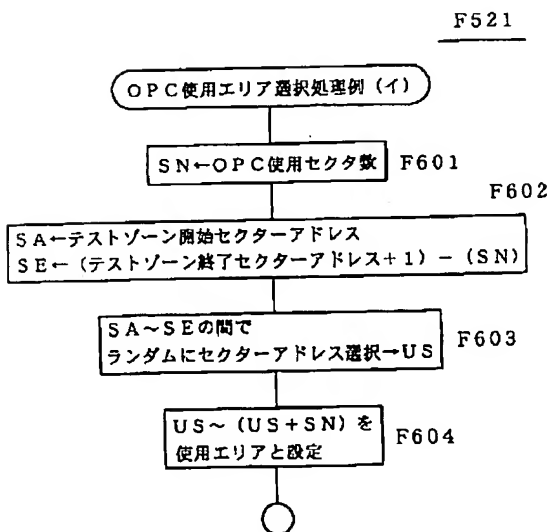 F521
OPC使用エリア選択処理例(イ)
SN←OPC使用セクタ数
F601
F602
SA←テストゾーン開始セクターアドレス
SE←(テストゾーン終了セクターアドレス+1)-(SN)
SA~SEの間で
ランダムにセクターアドレス選択→US
F603
US~(US+SN)を
使用エリアと設定
F604